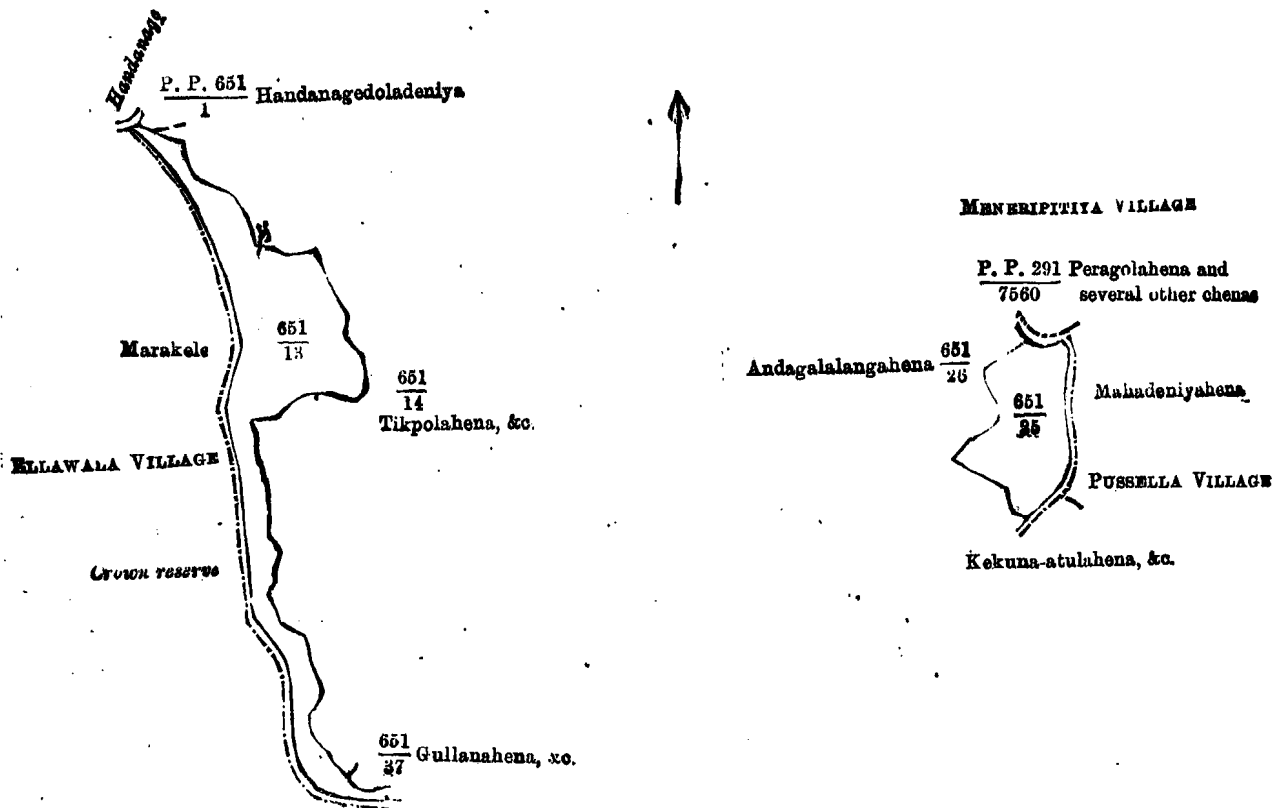 Handanage
P. P. 651
1
Handanagedoladeniya
MENERIPITIYA VILLAGE
P. P. 291 Peragolahena and
7560 several other chenas
Marakele
651
13
651
14
Tikpolahena, &c.
Andagalalangahena 651
26
651
25
Mahadeniyahena
ELLAWALA VILLAGE
PUSSELLA VILLAGE
Crown reserve
Kekuna-atulahena, &c.
651
37
Gullanahena, &c.